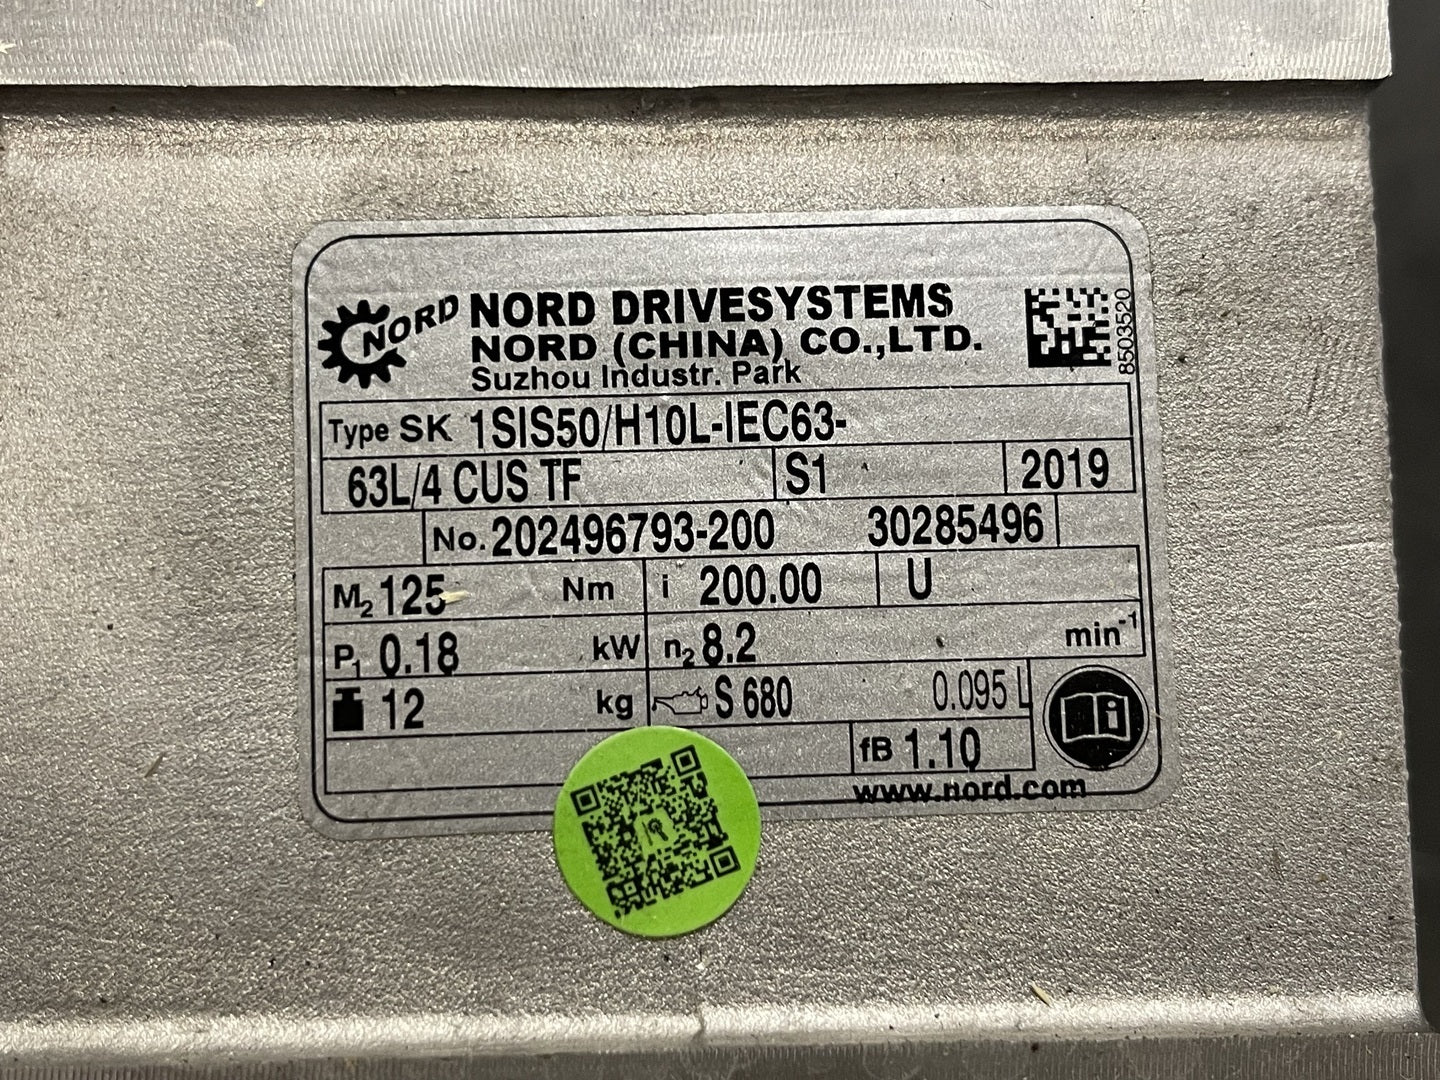 NORD NORD DRIVESYSTEMS
NORD (CHINA) CO.,LTD.
Suzhou Industr. Park
8503520
Type SK 1SIS50/H10L-IEC63-
63L/4 CUS TF S1 2019
No. 202496793-200 30285496
M2 125 Nm i 200.00 U
P1 0.18 kW n2 8.2 min-1
12 kg S 680 0.095 L
fB 1.10
www.nord.com